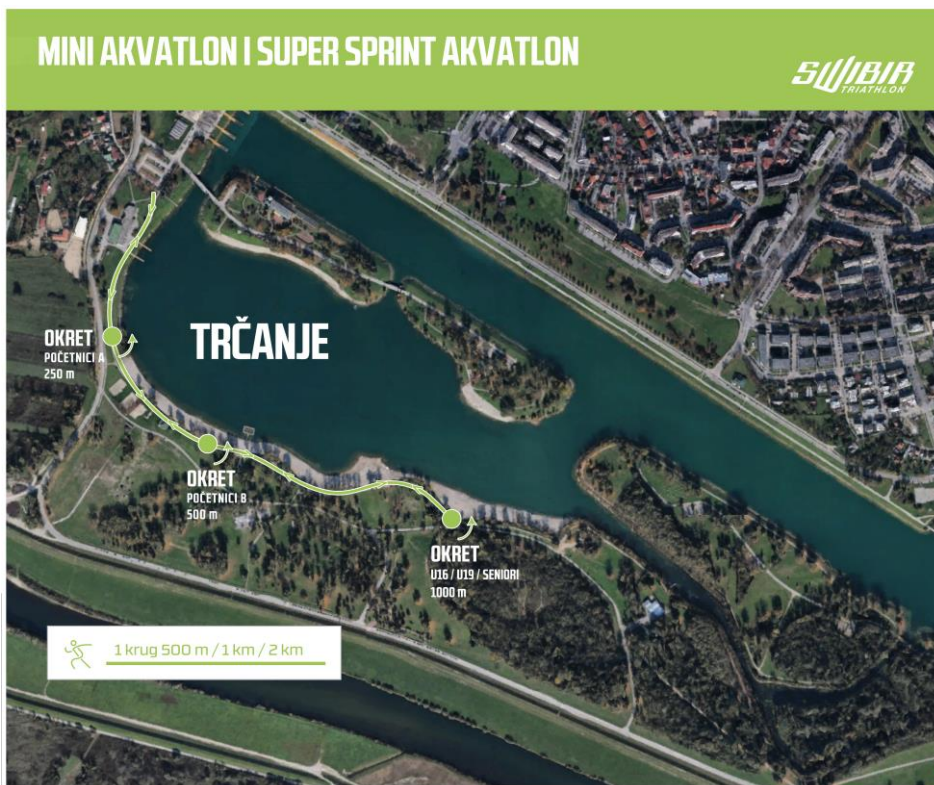 MINI AKVATLON I SUPER SPRINT AKVATLON
SWIBIR
TRIATHLON
TRČANJE
OKRET
POČETNICI A
250 m
OKRET
POČETNICI B
500 m
OKRET
U16 / U19 / SENIORI
1000 m
1 krug 500 m / 1 km / 2 km